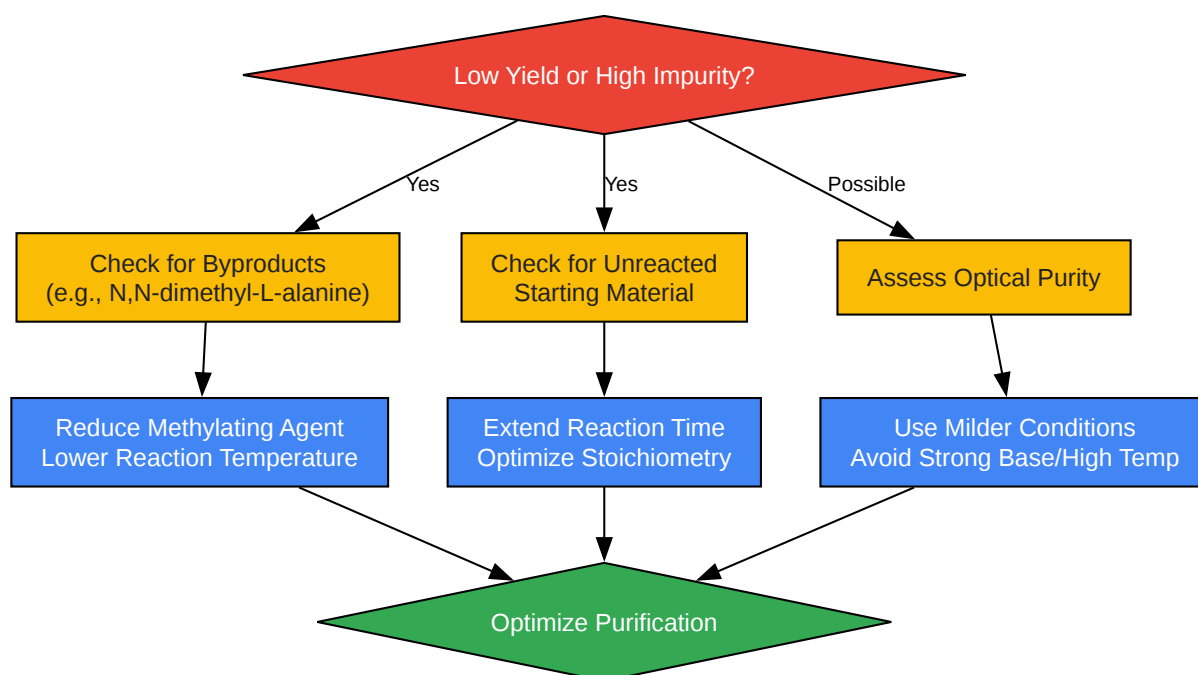 Low Yield or High Impurity?
Yes
Yes
Possible
Check for Byproducts
(e.g., N,N-dimethyl-L-alanine)
Check for Unreacted
Starting Material
Assess Optical Purity
Reduce Methylating Agent
Lower Reaction Temperature
Extend Reaction Time
Optimize Stoichiometry
Use Milder Conditions
Avoid Strong Base/High Temp
Optimize Purification